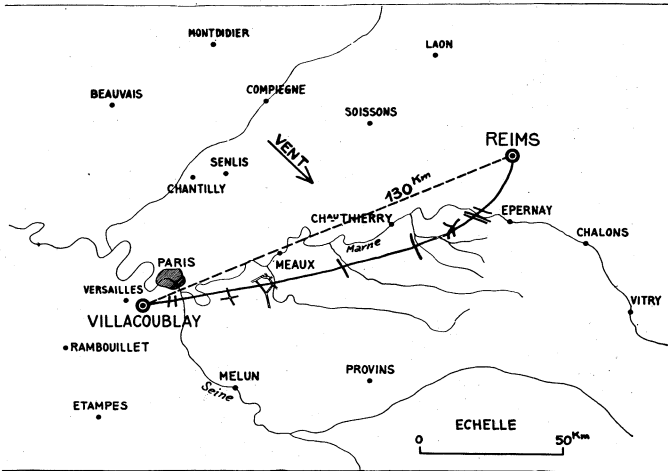 MONTDIDIER
LAON
BEAUVAIS
COMPIEGNE
SOISSONS
REIMS
VENT
SENLIS
CHANTILLY
130 Km
CHAUTHIERRY
EPERNAY
Marne
CHALONS
PARIS
MEAUX
VERSAILLES
VILLACOUBLAY
VITRY
RAMBOUILLET
MELUN
PROVINS
Seine
ETAMPES
ECHELLE
0
50 Km